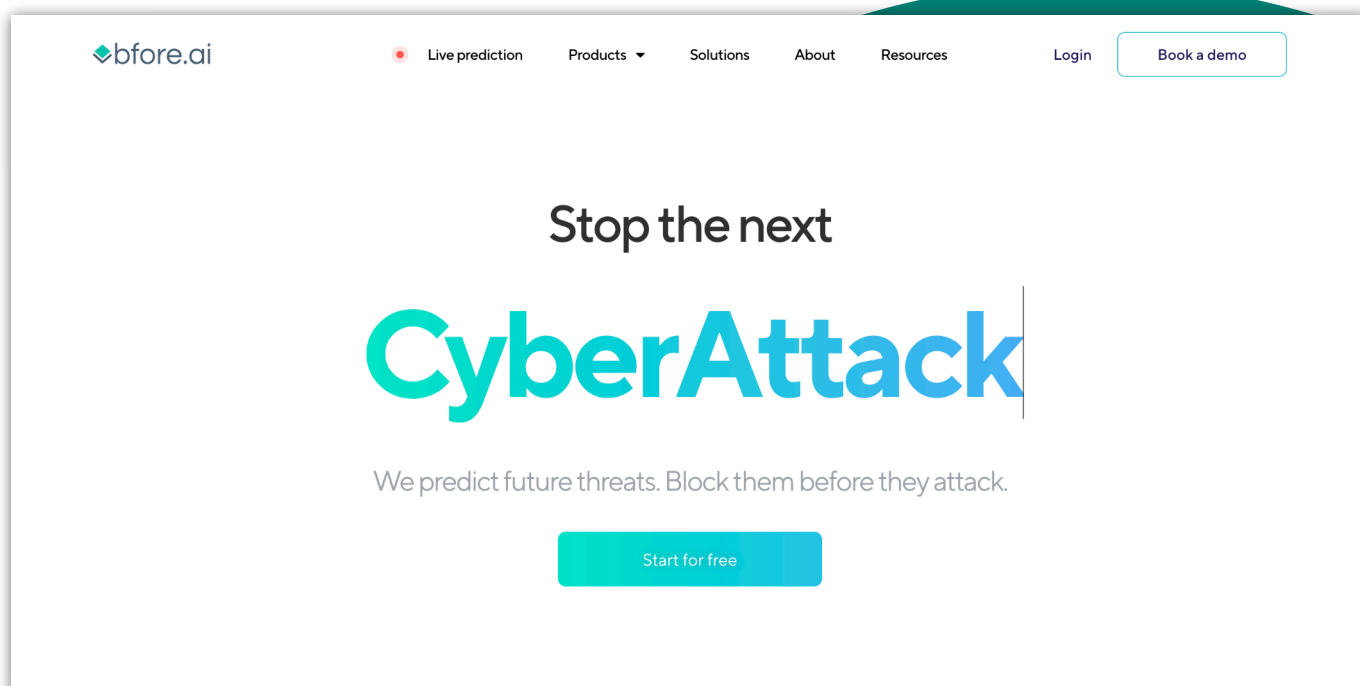 bfore.ai
Live prediction Products Solutions About Resources Login Book a demo
Stop the next
CyberAttack
We predict future threats. Block them before they attack.
Start for free